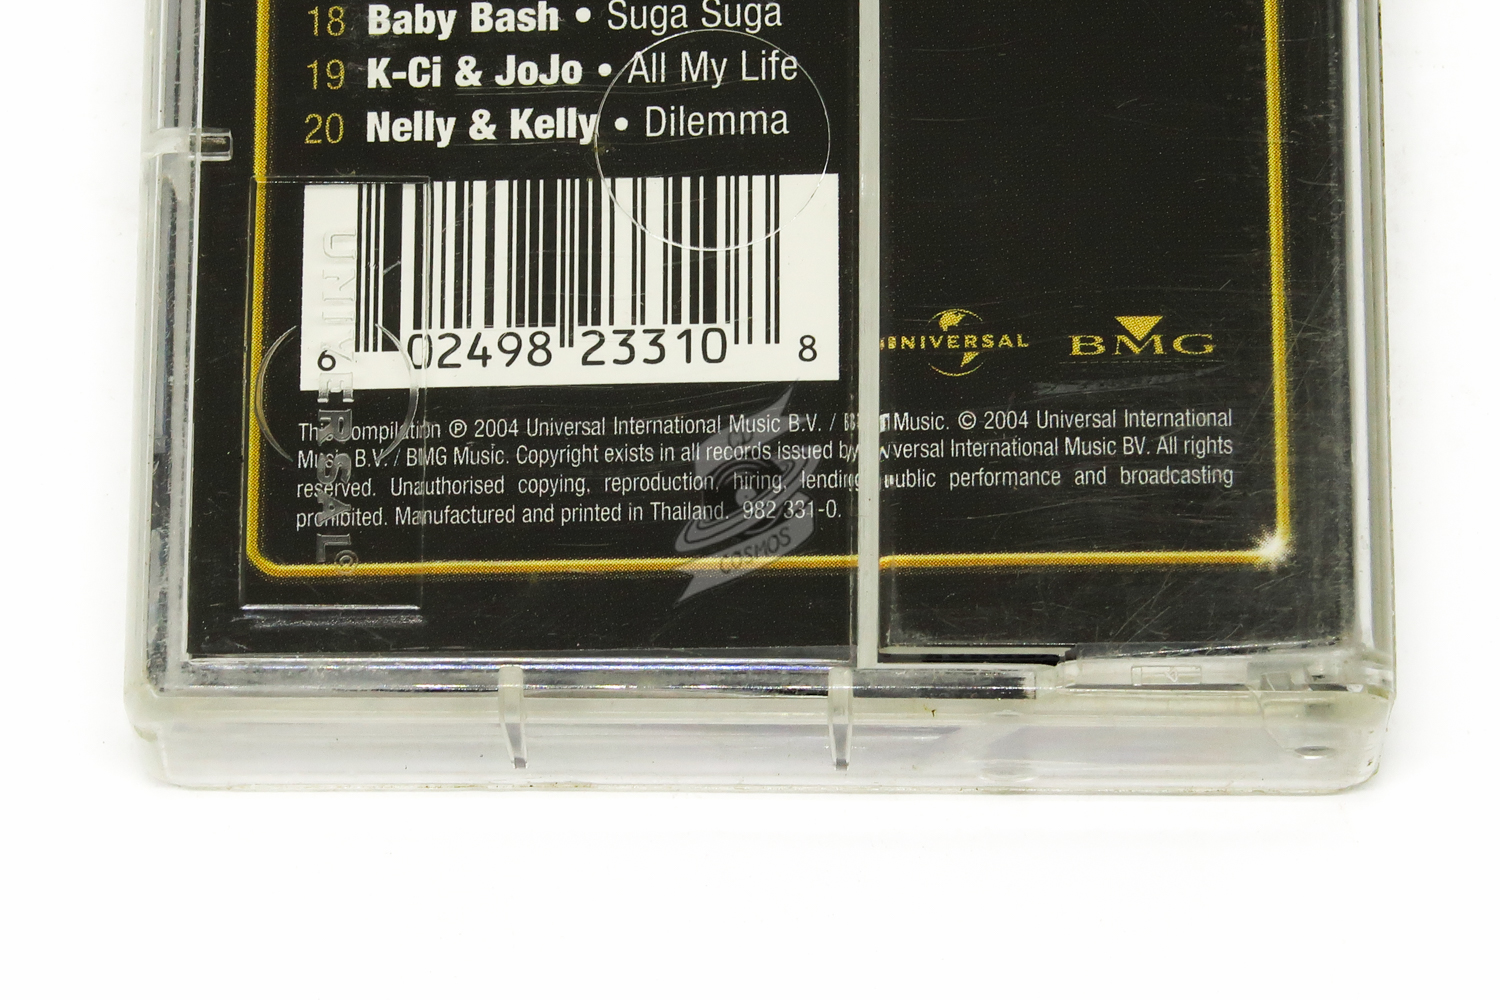 18 Baby Bash • Suga Suga
19 K-Ci & JoJo • All My Life
20 Nelly & Kelly • Dilemma
6 02498 23310 8
UNIVERSAL BMG
This Compilation ℗ 2004 Universal International Music B.V. / Music. © 2004 Universal International
Music B.V. / BMG Music. Copyright exists in all records issued by Universal International Music BV. All rights
reserved. Unauthorised copying, reproduction, hiring, lending, public performance and broadcasting
prohibited. Manufactured and printed in Thailand. 982 331-0.
UNIVERSAL©
CD
COSMOS